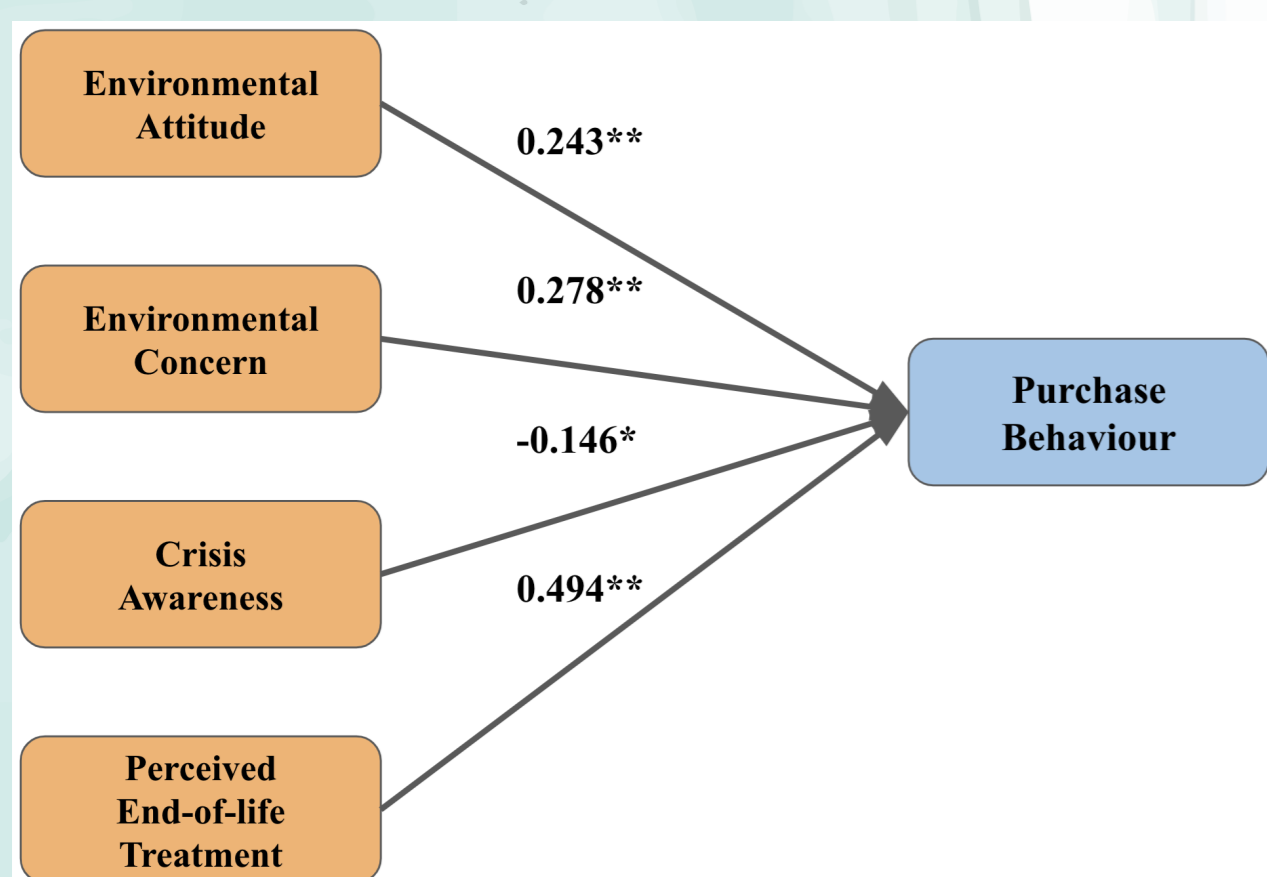 Environmental
Attitude
0.243**
0.278**
Environmental
Concern
Purchase
Behaviour
-0.146*
Crisis
Awareness
0.494**
Perceived
End-of-life
Treatment